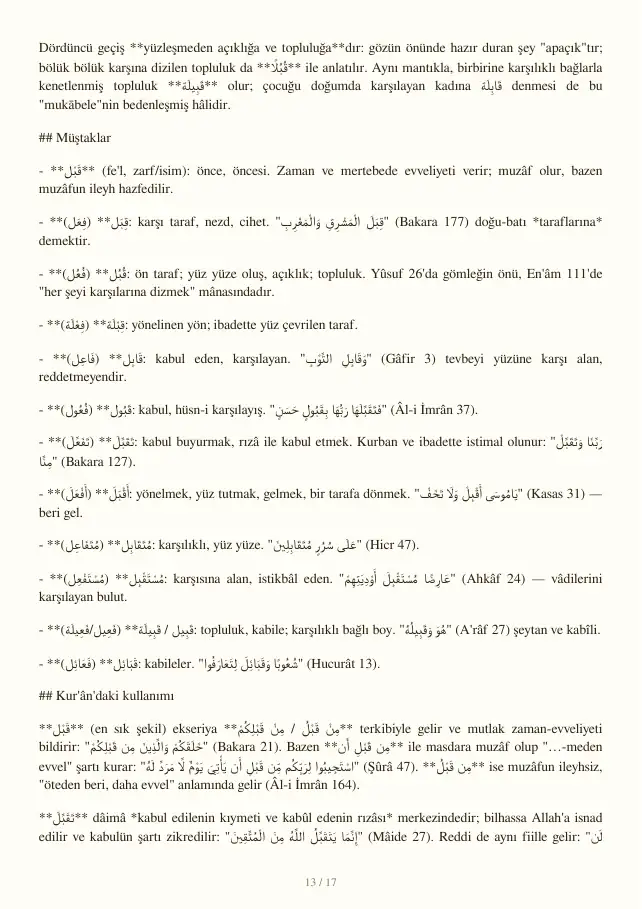 Dördüncü geçiş **yüzleşmeden açıklığa ve topluluğa**dır: gözün önünde hazır duran şey "apaçık"tır;
bölük bölük karşına dizilen topluluk da **قُبُلًا** ile anlatılır. Aynı mantıkla, birbirine karşılıklı bağlarla
kenetlenmiş topluluk **قَبِيلَة** olur; çocuğu doğumda karşılayan kadına قَابِلَة denmesi de bu
"mukābele"nin bedenleşmiş hâlidir.
## Müştaklar
- **قَبْل** (fe'l, zarf/isim): önce, öncesi. Zaman ve mertebede evveliyeti verir; muzâf olur, bazen
muzâfun ileyh hazfedilir.
- **قِبَل** (فِعَل)**: karşı taraf, nezd, cihet. "قِبَلَ الْمَشْرِقِ وَالْمَغْرِبِ" (Bakara 177) doğu-batı *taraflarına*
demektir.
- **قُبُل** (فُعُل)**: ön taraf; yüz yüze oluş, açıklık; topluluk. Yûsuf 26'da gömleğin önü, En'âm 111'de
"her şeyi karşılarına dizmek" mânasındadır.
- **قِبْلَة** (فِعْلَة)**: yönelinen yön; ibadette yüz çevrilen taraf.
- **قَابِل** (فَاعِل)**: kabul eden, karşılayan. "وَقَابِلِ التَّوْبِ" (Gâfir 3) tevbeyi yüzüne karşı alan,
reddetmeyendir.
- **قَبُول** (فُعُول)**: kabul, hüsn-i karşılayış. "فَتَقَبَّلَهَا رَبُّهَا بِقَبُولٍ حَسَنٍ" (Âl-i İmrân 37).
- **تَقَبَّلَ** (تَفَعَّلَ)**: kabul buyurmak, rızâ ile kabul etmek. Kurban ve ibadette istimal olunur: "رَبَّنَا وَتَقَبَّلْ
مِنَّا" (Bakara 127).
- **أَقْبَلَ** (أَفْعَلَ)**: yönelmek, yüz tutmak, gelmek, bir tarafa dönmek. "يَامُوسَى أَقْبِلْ وَلَا تَخَفْ" (Kasas 31) —
beri gel.
- **مُتَقَابِل** (مُتَفَاعِل)**: karşılıklı, yüz yüze. "عَلَى سُرُرٍ مُتَقَابِلِينَ" (Hicr 47).
- **مُسْتَقْبِل** (مُسْتَفْعِل)**: karşısına alan, istikbâl eden. "عَارِضًا مُسْتَقْبِلَ أَوْدِيَتِهِمْ" (Ahkâf 24) — vâdilerini
karşılayan bulut.
- **قَبِيل / قَبِيلَة** (فَعِيل/فَعِيلَة)**: topluluk, kabile; karşılıklı bağlı boy. "هُوَ وَقَبِيلُهُ" (A'râf 27) şeytan ve kabîli.
- **قَبَائِل** (فَعَائِل)**: kabileler. "شُعُوبًا وَقَبَائِلَ لِتَعَارَفُوا" (Hucurât 13).
## Kur'ân'daki kullanımı
**قَبْل** (en sık şekil) ekseriya **مِنْ قَبْلُ / مِنْ قَبْلِكُمْ** terkibiyle gelir ve mutlak zaman-evveliyeti
bildirir: "خَلَقَكُمْ وَالَّذِينَ مِن قَبْلِكُمْ" (Bakara 21). Bazen **مِن قَبْلِ أَن** ile masdara muzâf olup "…-meden
evvel" şartı kurar: "اسْتَجِيبُوا لِرَبِّكُم مِّن قَبْلِ أَن يَأْتِيَ يَوْمٌ لَّا مَرَدَّ لَهُ" (Şûrâ 47). **مِن قَبْلُ** ise muzâfun ileyhsiz,
"öteden beri, daha evvel" anlamında gelir (Âl-i İmrân 164).
**تَقَبَّلَ** dâimâ *kabul edilenin kıymeti ve kabûl edenin rızâsı* merkezindedir; bilhassa Allah'a isnad
edilir ve kabulün şartı zikredilir: "إِنَّمَا يَتَقَبَّلُ اللَّهُ مِنَ الْمُتَّقِينَ" (Mâide 27). Reddi de aynı fiille gelir: "لَن
13 / 17